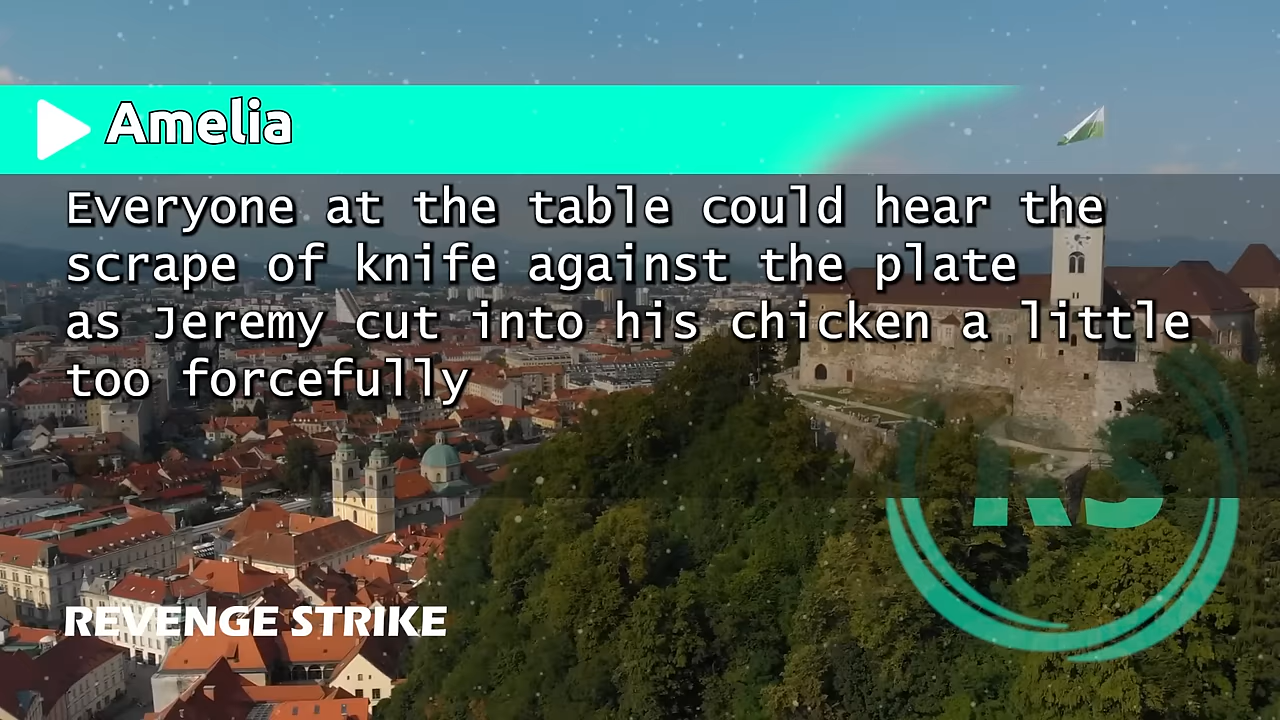 Amelia
Everyone at the table could hear the
scrape of knife against the plate
as Jeremy cut into his chicken a little
too forcefully
RS
REVENGE STRIKE